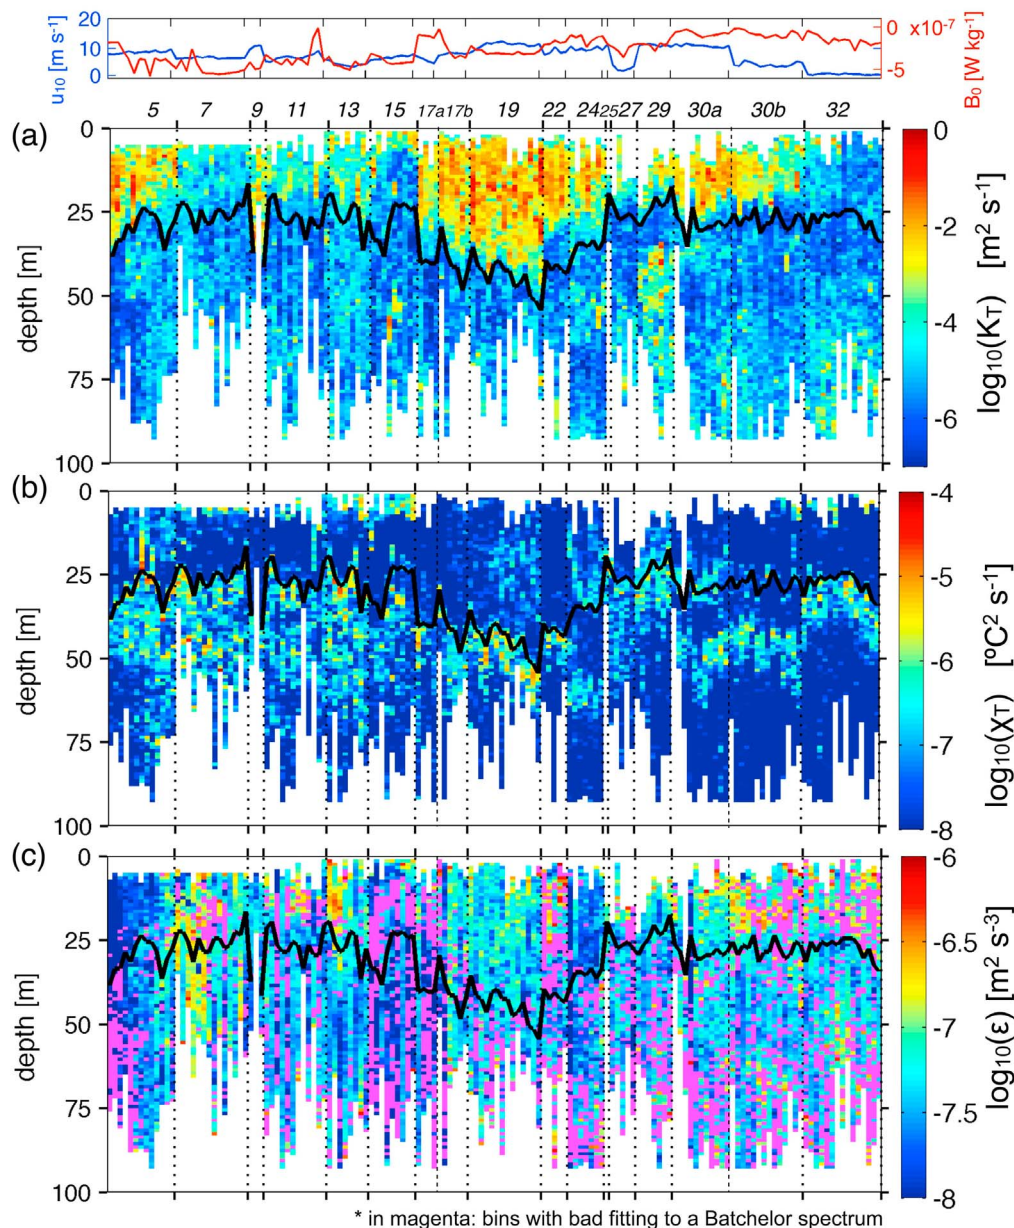 u10 [m s-1]
20
10
0
0 x10-7
-5
B0 [W kg-1]
5 7 9 11 13 15 17a 17b 19 22 24 25 27 29 30a 30b 32
(a)
0
25
50
75
100
depth [m]
0
-2
-4
-6
log10(KT) [m2 s-1]
(b)
0
25
50
75
100
depth [m]
-4
-5
-6
-7
-8
log10(χT) [ºC2 s-1]
(c)
0
25
50
75
100
depth [m]
-6
-6.5
-7
-7.5
-8
log10(ε) [m2 s-3]
* in magenta: bins with bad fitting to a Batchelor spectrum